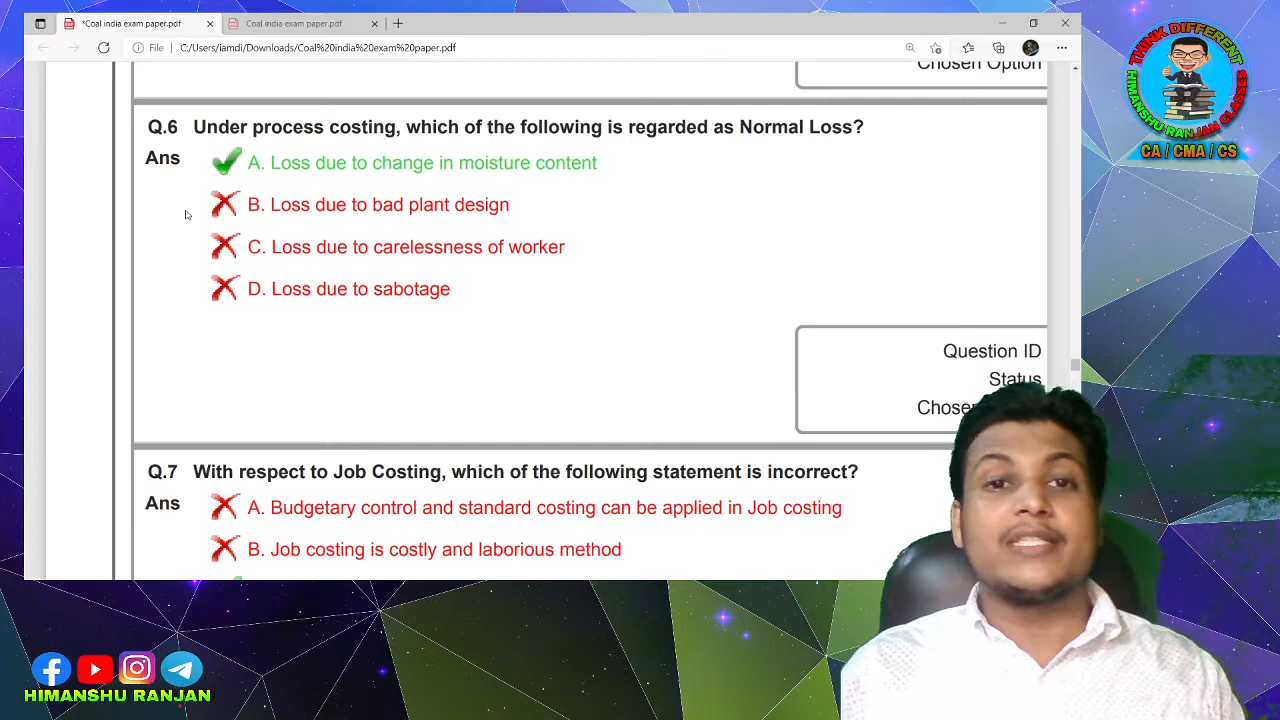 *Coal india exam paper.pdf
Coal india exam paper.pdf
File
C:/Users/iamdi/Downloads/Coal%20india%20exam%20paper.pdf
Chosen Option
Q.6 Under process costing, which of the following is regarded as Normal Loss?
Ans
A. Loss due to change in moisture content
B. Loss due to bad plant design
C. Loss due to carelessness of worker
D. Loss due to sabotage
Question ID
Status
Chosen
Q.7 With respect to Job Costing, which of the following statement is incorrect?
Ans
A. Budgetary control and standard costing can be applied in Job costing
B. Job costing is costly and laborious method
THINK DIFFERENT
HIMANSHU RANJAN CLASSES
CA / CMA / CS
HIMANSHU RANJAN